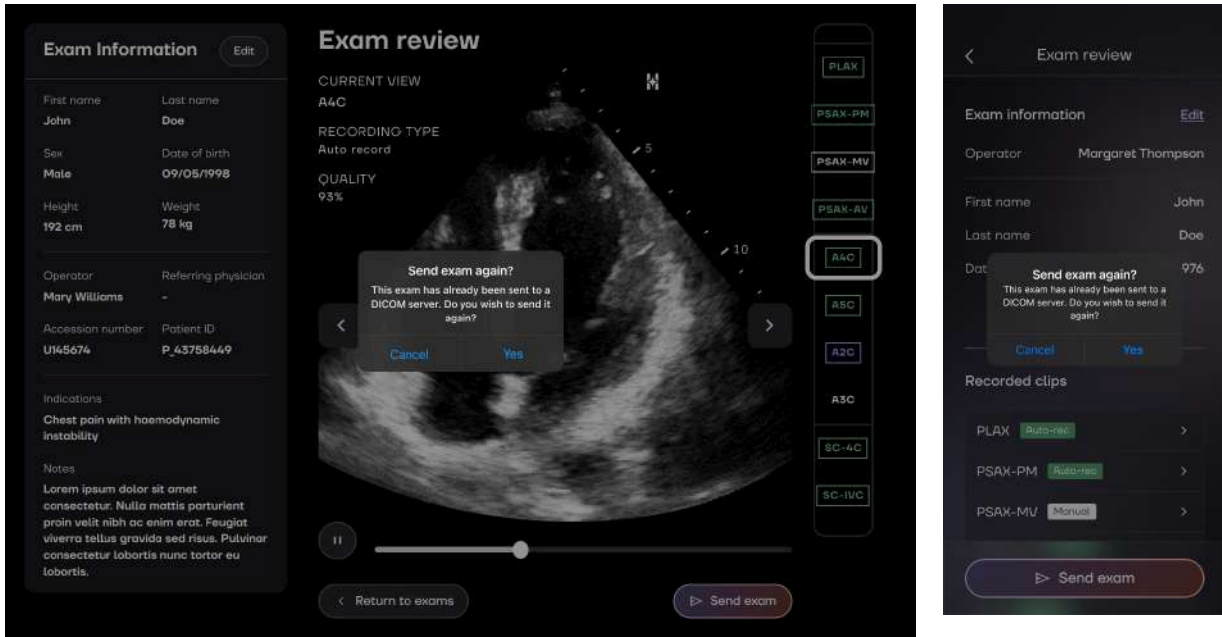 Exam Information
Edit
First name Last name
John Doe
Sex Date of birth
Male 09/05/1998
Height Weight
192 cm 78 kg
Operator Referring physician
Mary Williams -
Accession number Patient ID
U145674 P_43758449
Indications
Chest pain with haemodynamic
instability
Notes
Lorem ipsum dolor sit amet
consectetur. Nulla mattis parturient
proin velit nibh ac enim erat. Feugiat
viverra tellus gravida sed risus. Pulvinar
consectetur lobortis nunc tortor eu
lobortis.
Exam review
CURRENT VIEW
A4C
RECORDING TYPE
Auto record
QUALITY
93%
5
10
Send exam again?
This exam has already been sent to a
DICOM server. Do you wish to send it
again?
Cancel Yes
Return to exams
Send exam
PLAX
PSAX-PM
PSAX-MV
PSAX-AV
A4C
A5C
A2C
A3C
SC-4C
SC-IVC
Exam review
Exam information Edit
Operator Margaret Thompson
First name John
Last name Doe
Dat 976
Send exam again?
This exam has already been sent to a
DICOM server. Do you wish to send it
again?
Cancel Yes
Recorded clips
PLAX Auto-rec
PSAX-PM Auto-rec
PSAX-MV Manual
Send exam